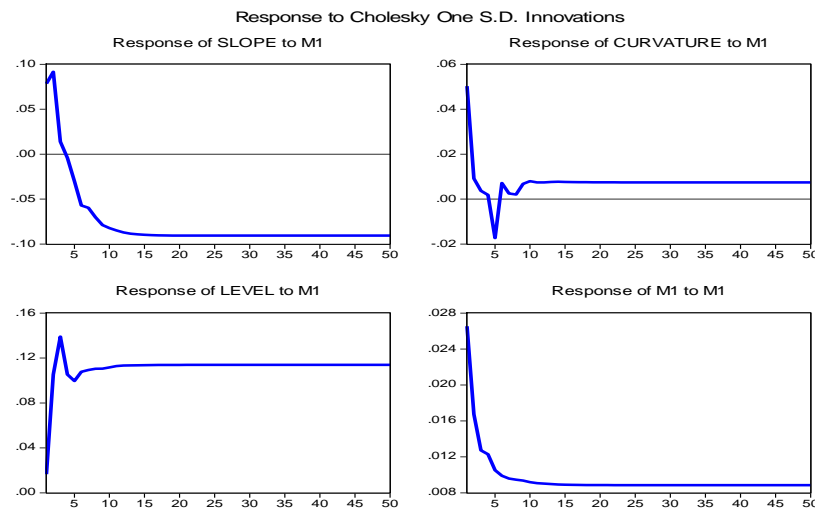 Response to Cholesky One S.D. Innovations
Response of SLOPE to M1
.10
.05
.00
-.05
-.10
5 10 15 20 25 30 35 40 45 50
Response of CURVATURE to M1
.06
.04
.02
.00
-.02
5 10 15 20 25 30 35 40 45 50
Response of LEVEL to M1
.16
.12
.08
.04
.00
5 10 15 20 25 30 35 40 45 50
Response of M1 to M1
.028
.024
.020
.016
.012
.008
5 10 15 20 25 30 35 40 45 50